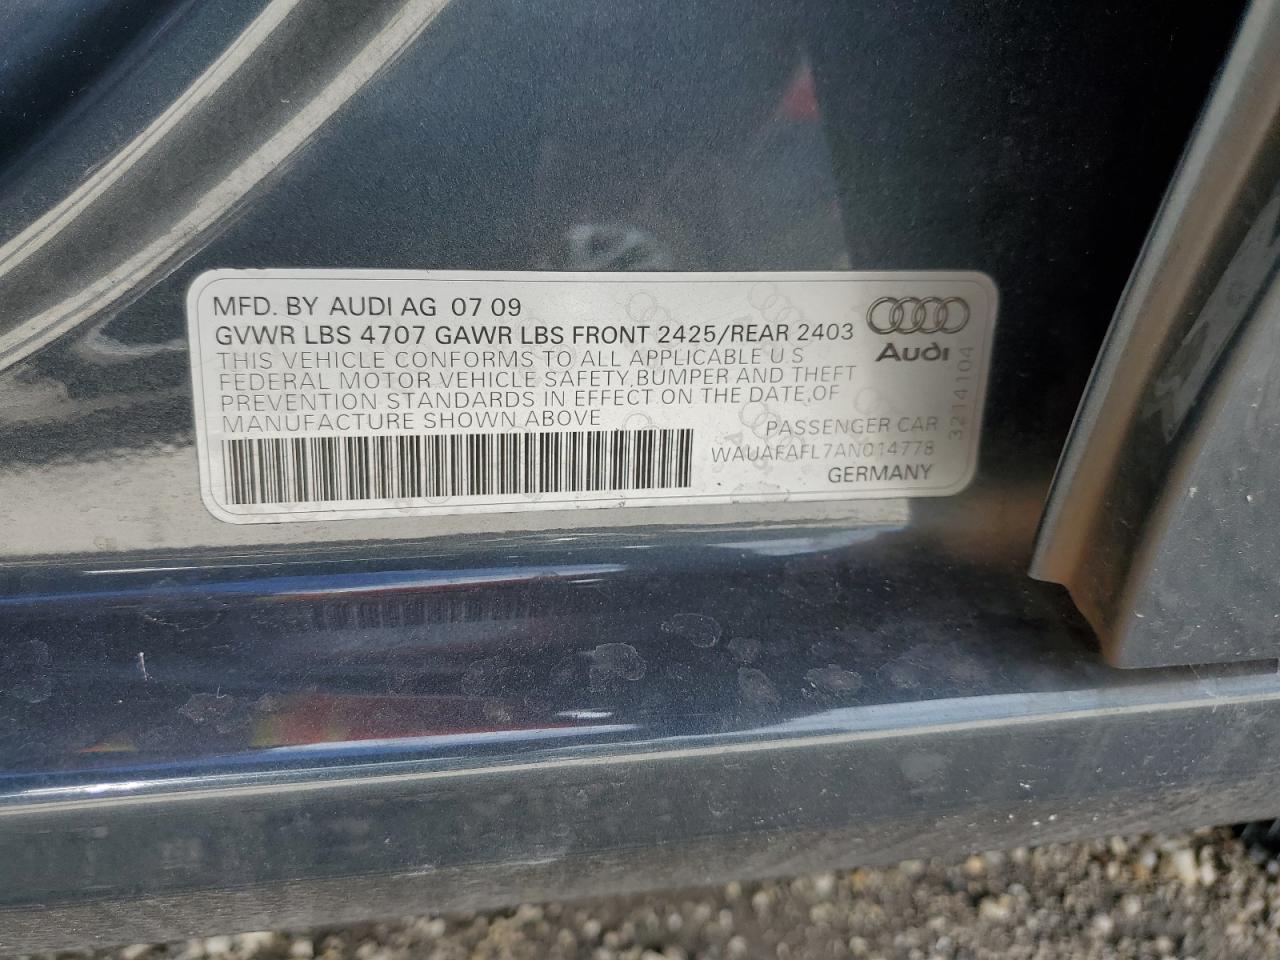 MFD. BY AUDI AG 07 09
GVWR LBS 4707 GAWR LBS FRONT 2425/REAR 2403
THIS VEHICLE CONFORMS TO ALL APPLICABLE U S
FEDERAL MOTOR VEHICLE SAFETY,BUMPER AND THEFT
PREVENTION STANDARDS IN EFFECT ON THE DATE,OF
MANUFACTURE SHOWN ABOVE
Audi
PASSENGER CAR
WAUAFAFL7AN014778
GERMANY
3214104